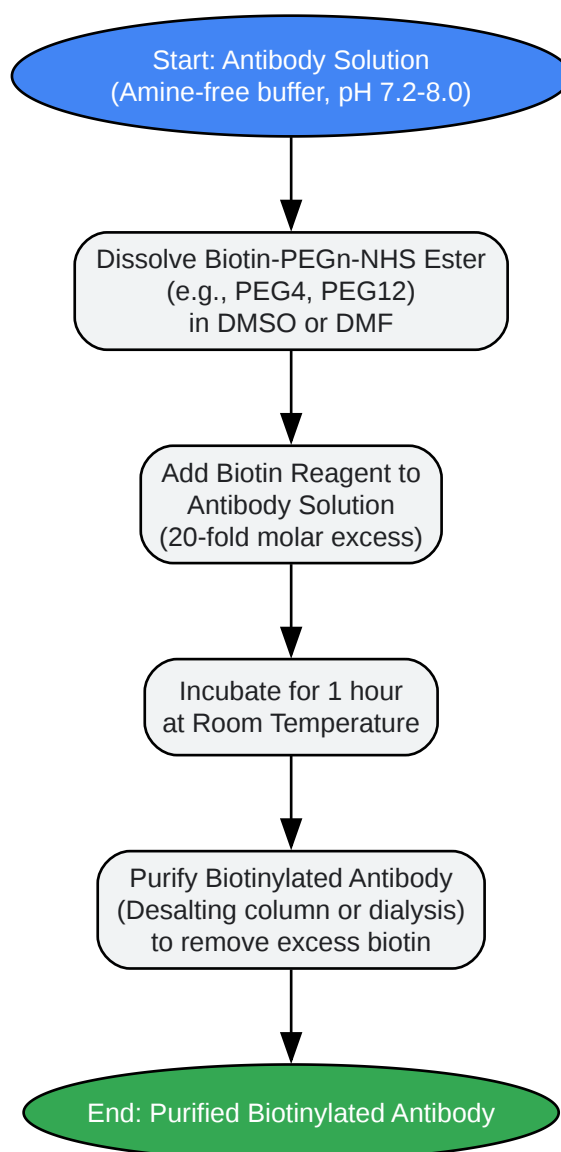 Start: Antibody Solution
(Amine-free buffer, pH 7.2-8.0)
Dissolve Biotin-PEGn-NHS Ester
(e.g., PEG4, PEG12)
in DMSO or DMF
Add Biotin Reagent to
Antibody Solution
(20-fold molar excess)
Incubate for 1 hour
at Room Temperature
Purify Biotinylated Antibody
(Desalting column or dialysis)
to remove excess biotin
End: Purified Biotinylated Antibody